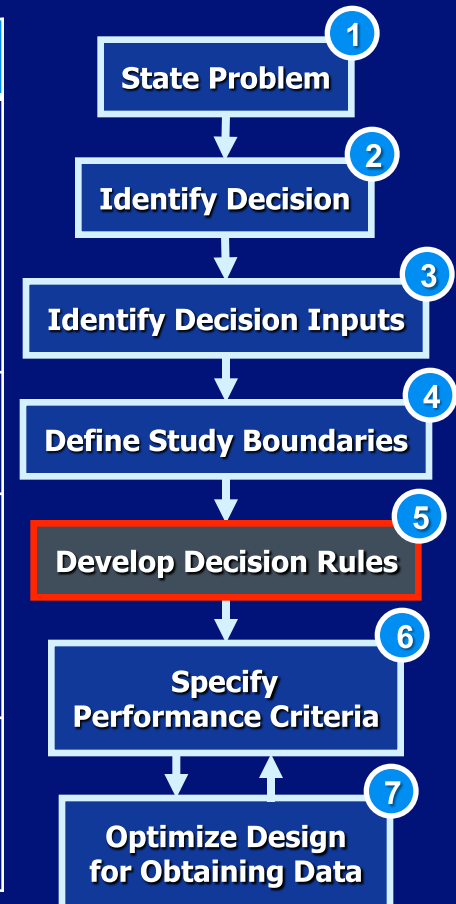 1
State Problem
2
Identify Decision
3
Identify Decision Inputs
4
Define Study Boundaries
5
Develop Decision Rules
6
Specify
Performance Criteria
7
Optimize Design
for Obtaining Data